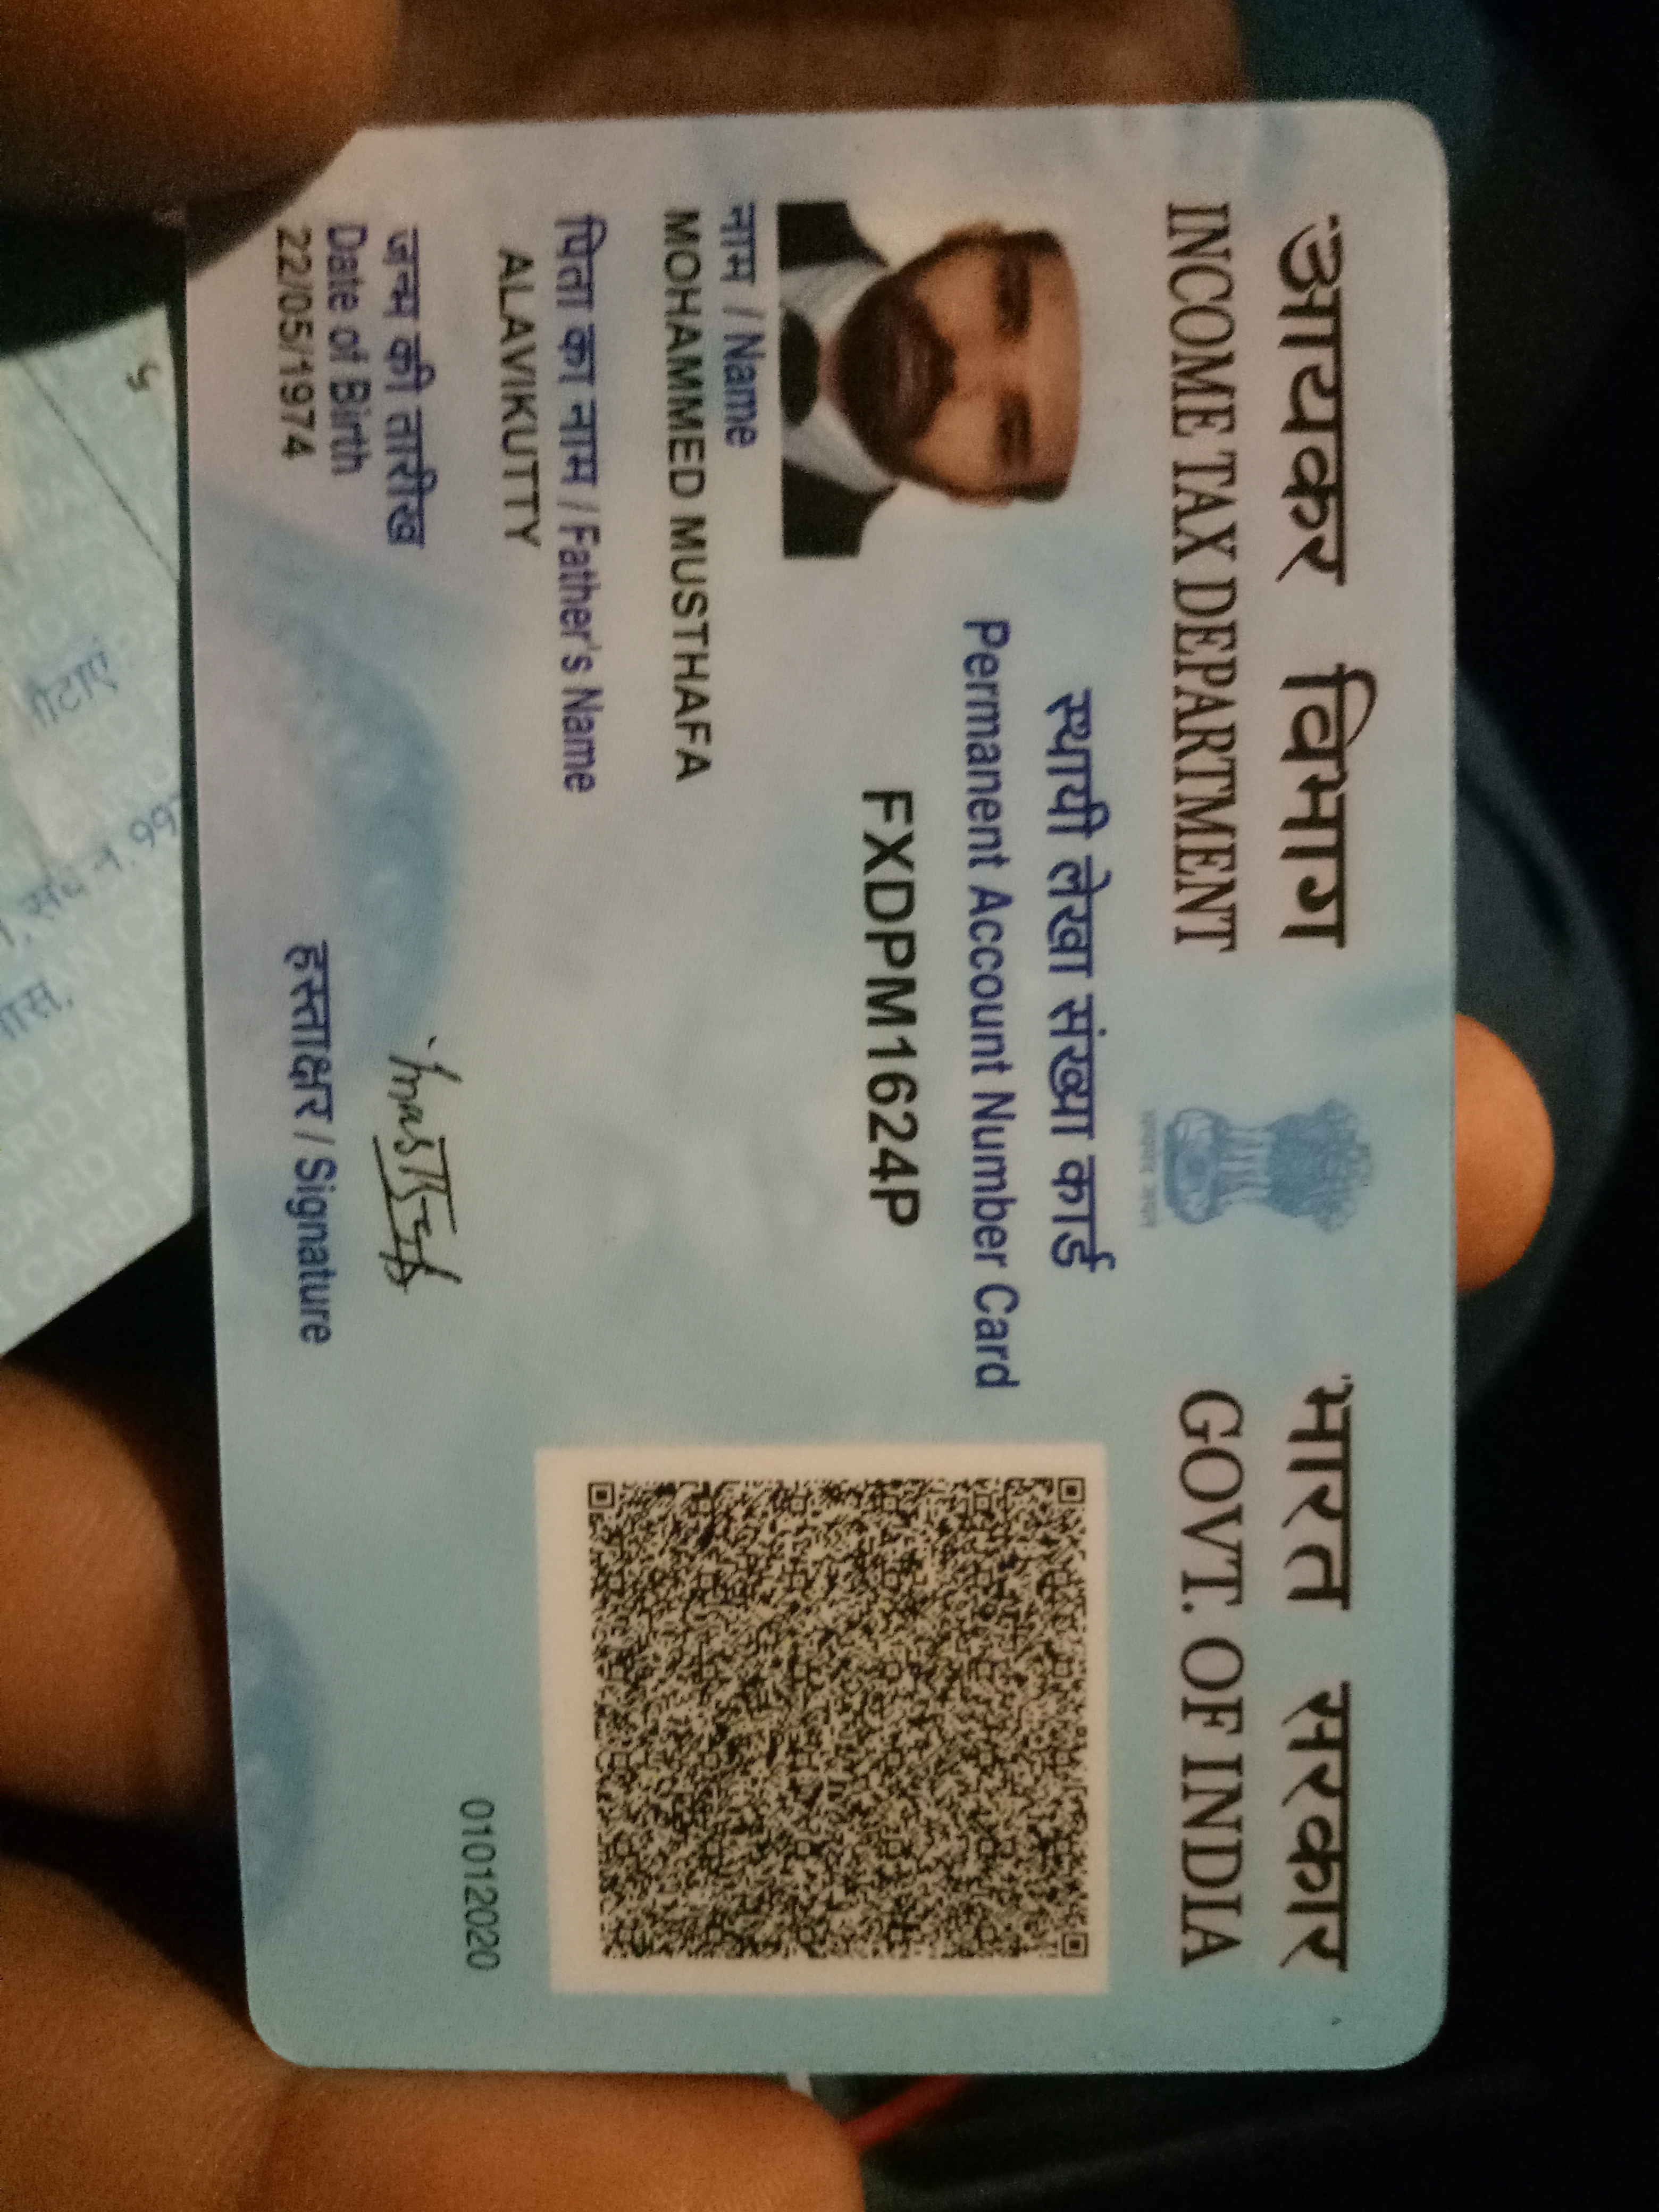 आयकर विभाग
INCOME TAX DEPARTMENT
भारत सरकार
GOVT. OF INDIA
स्थायी लेखा संख्या कार्ड
Permanent Account Number Card
FXDPM1624P
नाम / Name
MOHAMMED MUSTHAFA
पिता का नाम / Father's Name
ALAVIKUTTY
जन्म की तारीख
Date of Birth
22/05/1974
हस्ताक्षर / Signature
01012020